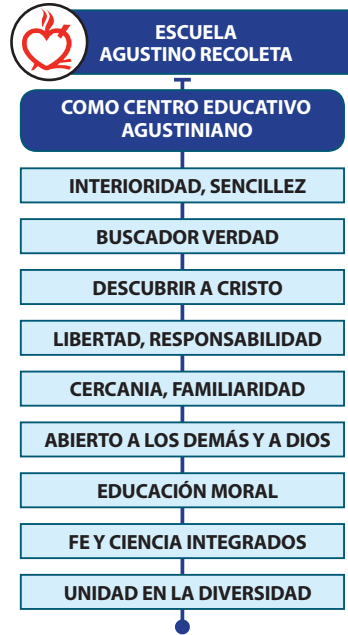 ESCUELA
AGUSTINO RECOLETA
COMO CENTRO EDUCATIVO
AGUSTINIANO
INTERIORIDAD, SENCILLEZ
BUSCADOR VERDAD
DESCUBRIR A CRISTO
LIBERTAD, RESPONSABILIDAD
CERCANIA, FAMILIARIDAD
ABIERTO A LOS DEMÁS Y A DIOS
EDUCACIÓN MORAL
FE Y CIENCIA INTEGRADOS
UNIDAD EN LA DIVERSIDAD